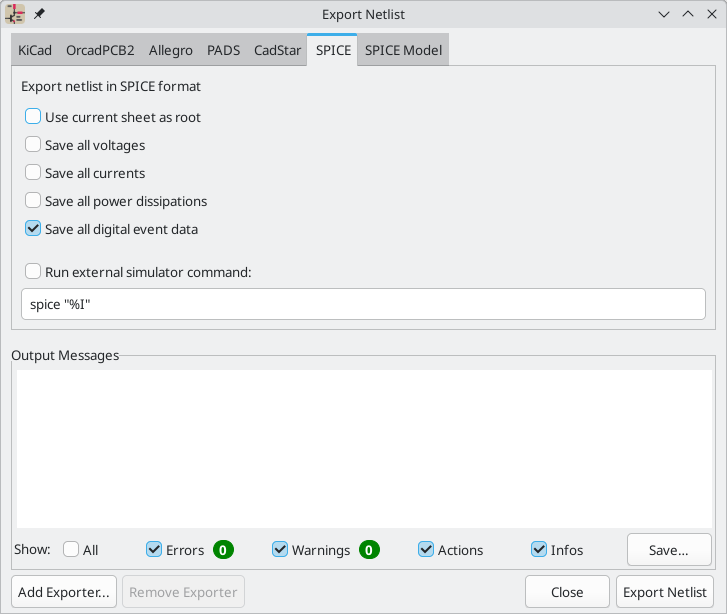 Export Netlist
KiCad OrcadPCB2 Allegro PADS CadStar SPICE SPICE Model
Export netlist in SPICE format
Use current sheet as root
Save all voltages
Save all currents
Save all power dissipations
Save all digital event data
Run external simulator command:
spice "%I"
Output Messages
Show: All Errors 0 Warnings 0 Actions Infos Save...
Add Exporter... Remove Exporter Close Export Netlist